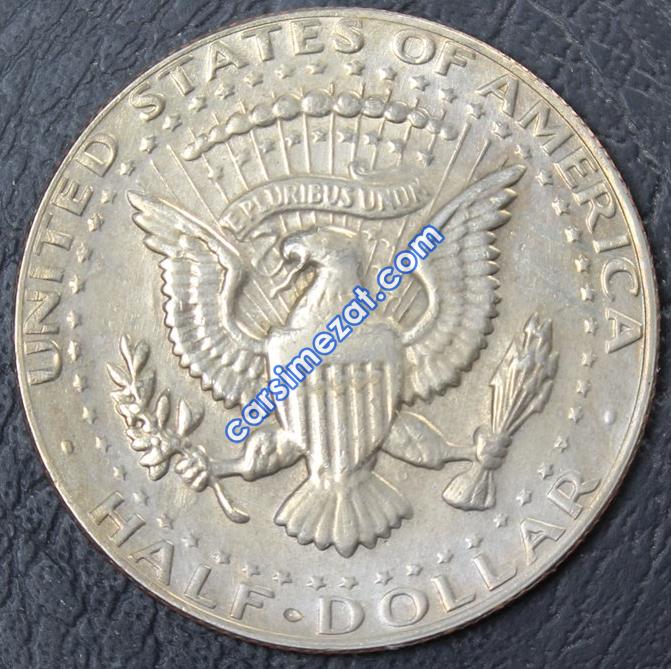 UNITED STATES OF AMERICA
E PLURIBUS UNUM
carsimezat.com
HALF · DOLLAR